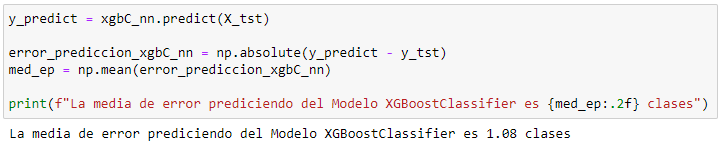 y_predict = xgbC_nn.predict(X_tst)
error_prediccion_xgbC_nn = np.absolute(y_predict - y_tst)
med_ep = np.mean(error_prediccion_xgbC_nn)
print(f"La media de error prediciendo del Modelo XGBoostClassifier es {med_ep:.2f} clases")
La media de error prediciendo del Modelo XGBoostClassifier es 1.08 clases